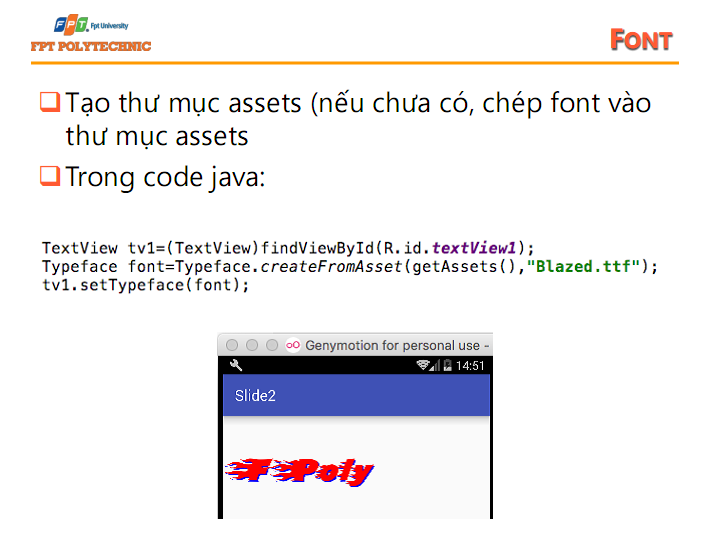 FPT. Fpt University
FPT POLYTECHNIC
FONT
Tạo thư mục assets (nếu chưa có, chép font vào
thư mục assets
Trong code java:
TextView tv1=(TextView)findViewById(R.id.textView1);
Typeface font=Typeface.createFromAsset(getAssets(),"Blazed.ttf");
tv1.setTypeface(font);
Genymotion for personal use -
14:51
Slide2
F Poly